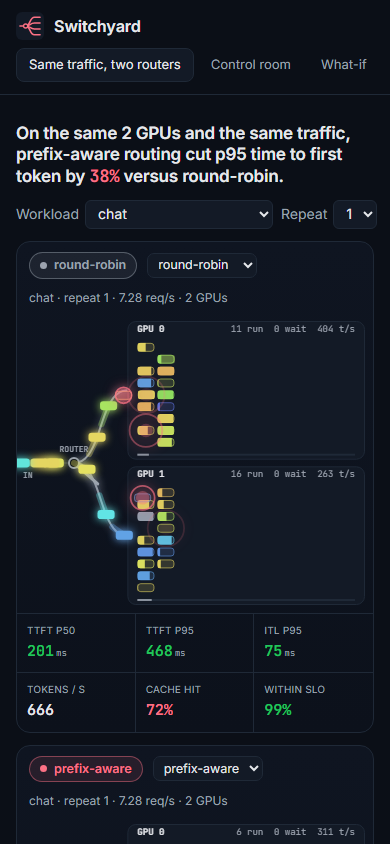 Switchyard
Same traffic, two routers Control room What-if
On the same 2 GPUs and the same traffic,
prefix-aware routing cut p95 time to first
token by 38% versus round-robin.
Workload chat Repeat 1
round-robin round-robin
chat · repeat 1 · 7.28 req/s · 2 GPUs
GPU 0 11 run 0 wait 404 t/s
ROUTER
IN
GPU 1 16 run 0 wait 263 t/s
TTFT P50 TTFT P95 ITL P95
201 ms 468 ms 75 ms
TOKENS / S CACHE HIT WITHIN SLO
666 72% 99%
prefix-aware prefix-aware
chat · repeat 1 · 7.28 req/s · 2 GPUs
GPU 0 6 run 0 wait 311 t/s